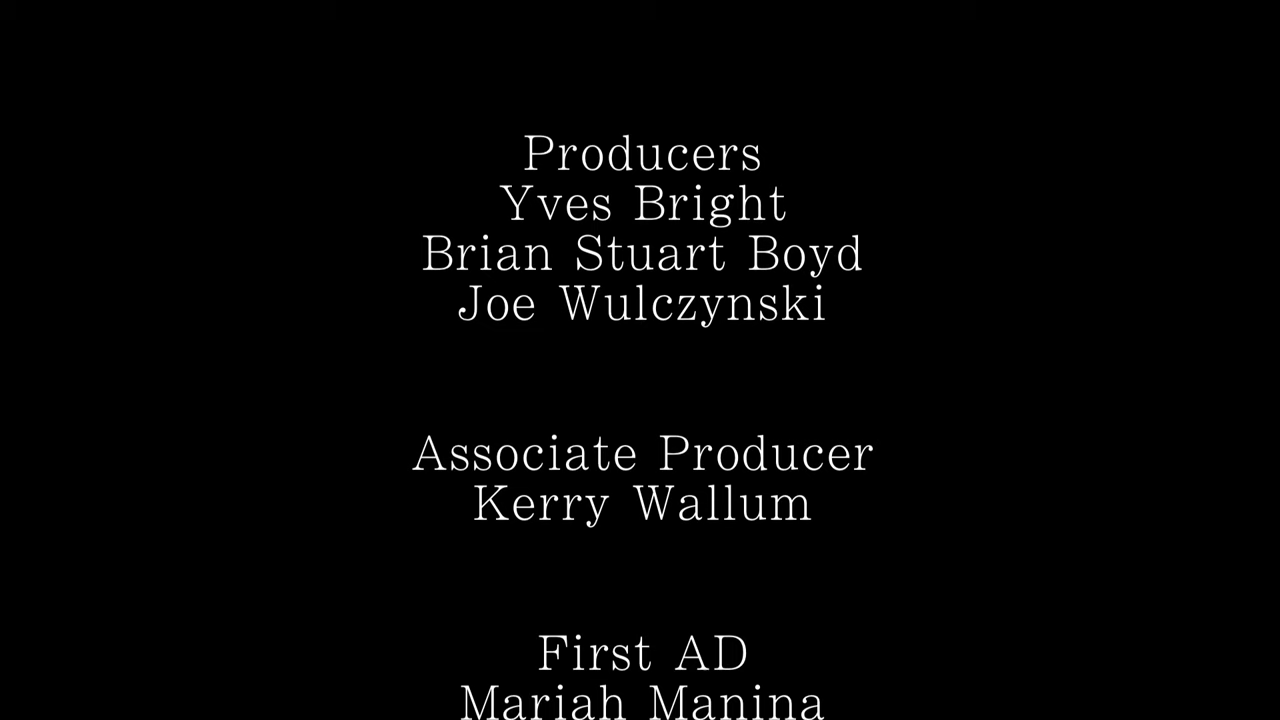 Producers
Yves Bright
Brian Stuart Boyd
Joe Wulczynski
Associate Producer
Kerry Wallum
First AD
Mariah Manina